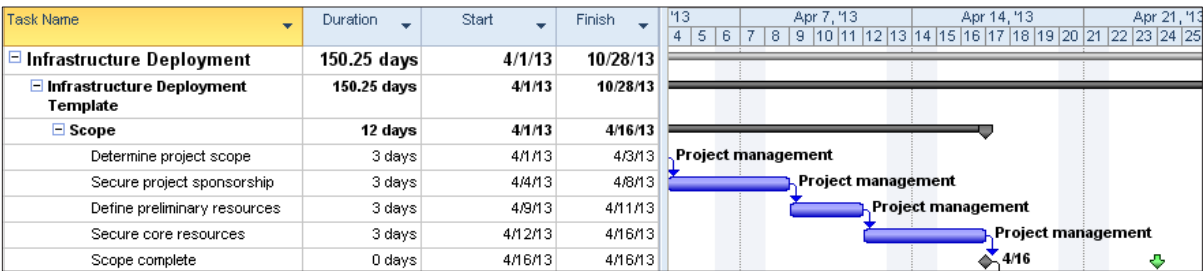 Task Name Duration Start Finish '13 Apr 7, '13 Apr 14, '13 Apr 21, '13
4 5 6 7 8 9 10 11 12 13 14 15 16 17 18 19 20 21 22 23 24 25
Infrastructure Deployment 150.25 days 4/1/13 10/28/13
Infrastructure Deployment 150.25 days 4/1/13 10/28/13
Template
Scope 12 days 4/1/13 4/16/13
Determine project scope 3 days 4/1/13 4/3/13 Project management
Secure project sponsorship 3 days 4/4/13 4/8/13 Project management
Define preliminary resources 3 days 4/9/13 4/11/13 Project management
Secure core resources 3 days 4/12/13 4/16/13 Project management
Scope complete 0 days 4/16/13 4/16/13 4/16